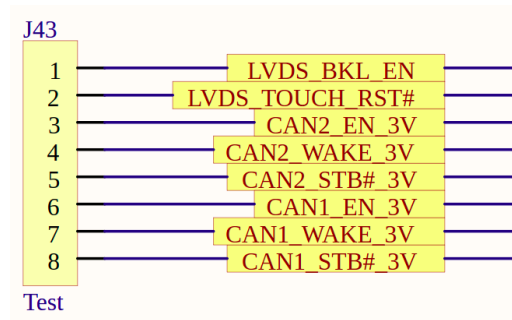 J43
1 LVDS_BKL_EN
2 LVDS_TOUCH_RST#
3 CAN2_EN_3V
4 CAN2_WAKE_3V
5 CAN2_STB#_3V
6 CAN1_EN_3V
7 CAN1_WAKE_3V
8 CAN1_STB#_3V
Test